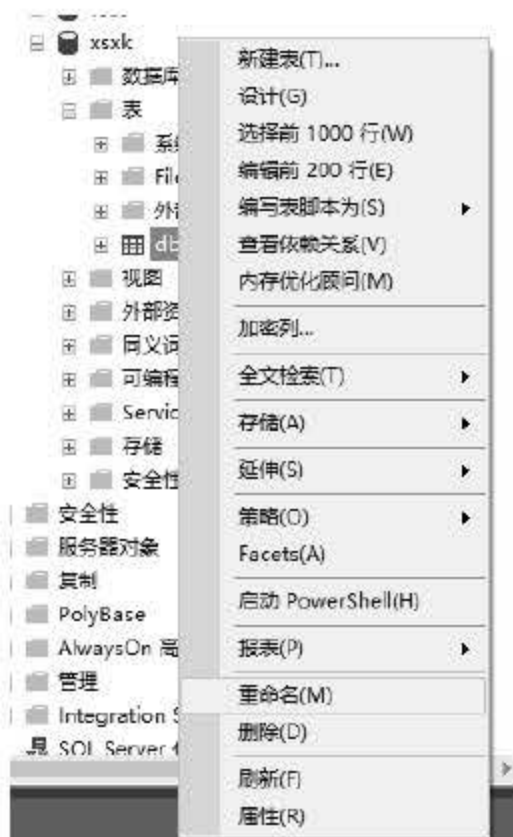 xsxk
数据库
表
系
File
外
db
视图
外部资
同义词
可编程
Servic
存储
安全性
安全性
服务器对象
复制
PolyBase
AlwaysOn 高
管理
Integration S
SQL Server
新建表(T)...
设计(G)
选择前 1000 行(W)
编辑前 200 行(E)
编写表脚本为(S)
查看依赖关系(V)
内存优化顾问(M)
加密列...
全文检索(T)
存储(A)
延伸(S)
策略(O)
Facets(A)
启动 PowerShell(H)
报表(P)
重命名(M)
删除(D)
刷新(F)
属性(R)